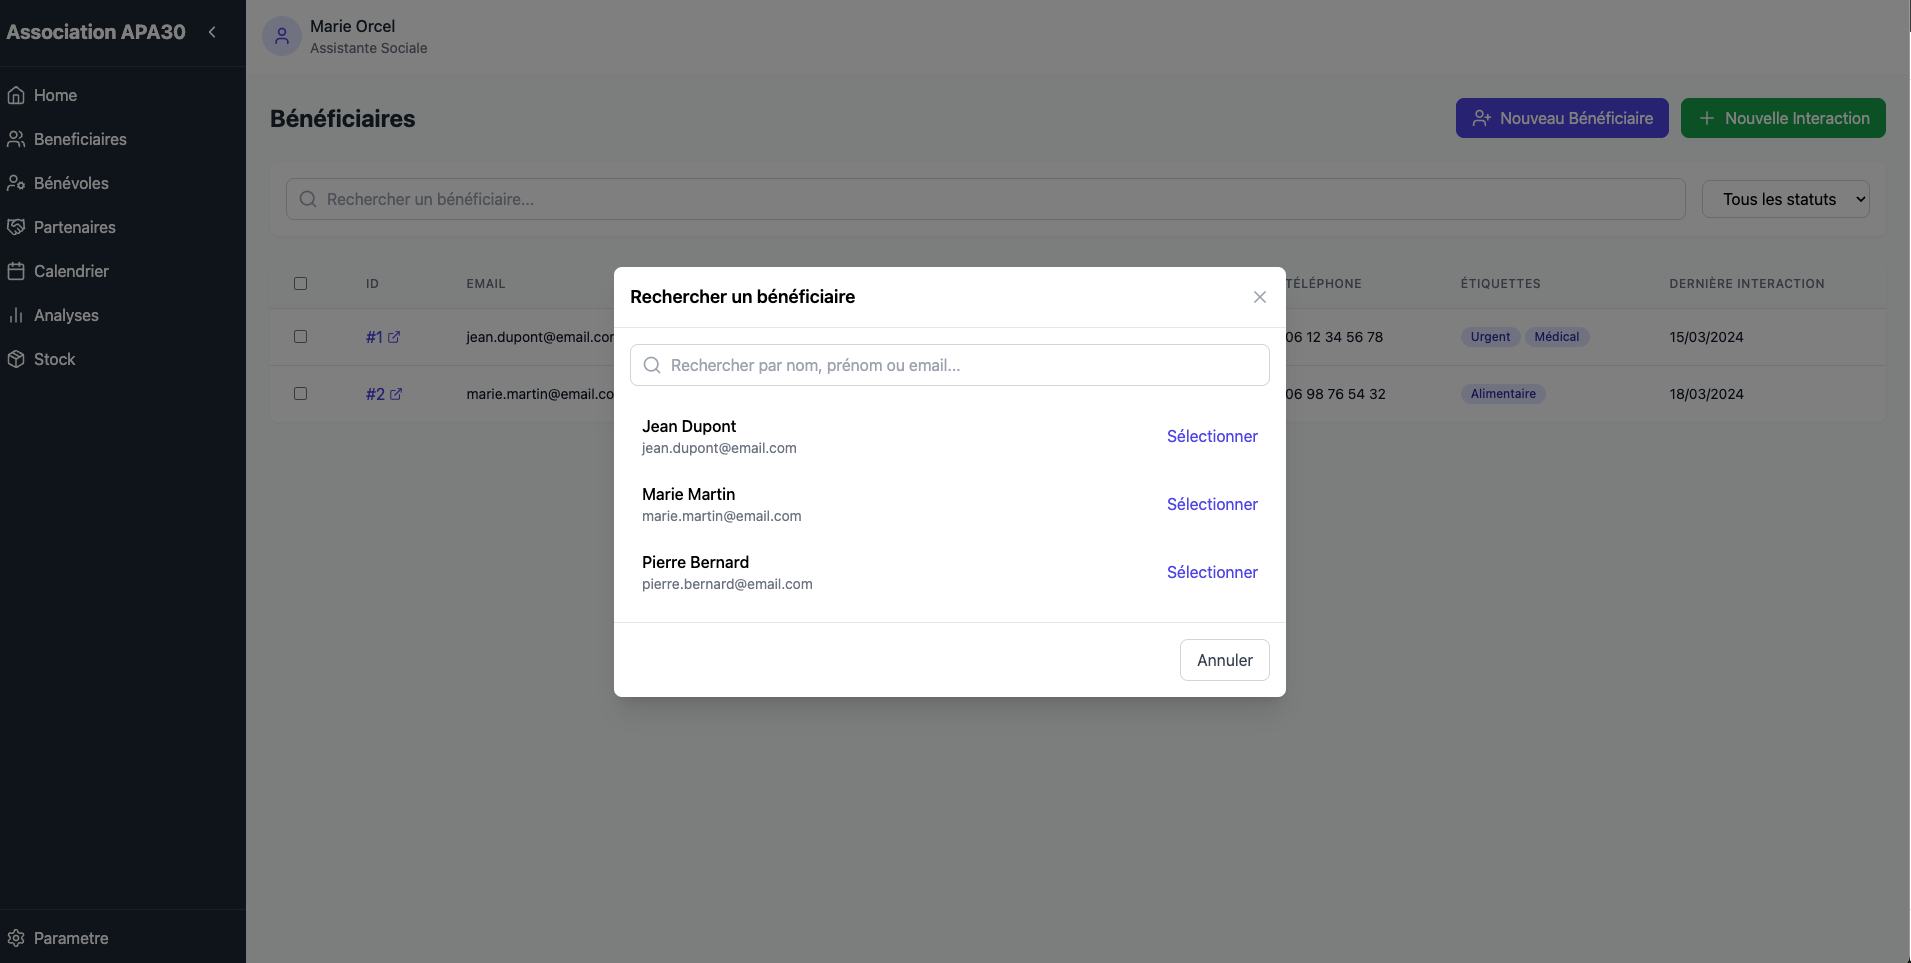 Association APA30
Home
Beneficiaires
Bénévoles
Partenaires
Calendrier
Analyses
Stock
Parametre
Marie Orcel
Assistante Sociale
Bénéficiaires
Nouveau Bénéficiaire
Nouvelle Interaction
Rechercher un bénéficiaire...
Tous les statuts
ID EMAIL TÉLÉPHONE ÉTIQUETTES DERNIÈRE INTERACTION
#1 jean.dupont@email.com 06 12 34 56 78 Urgent Médical 15/03/2024
#2 marie.martin@email.co 06 98 76 54 32 Alimentaire 18/03/2024
Rechercher un bénéficiaire
Rechercher par nom, prénom ou email...
Jean Dupont
jean.dupont@email.com
Sélectionner
Marie Martin
marie.martin@email.com
Sélectionner
Pierre Bernard
pierre.bernard@email.com
Sélectionner
Annuler